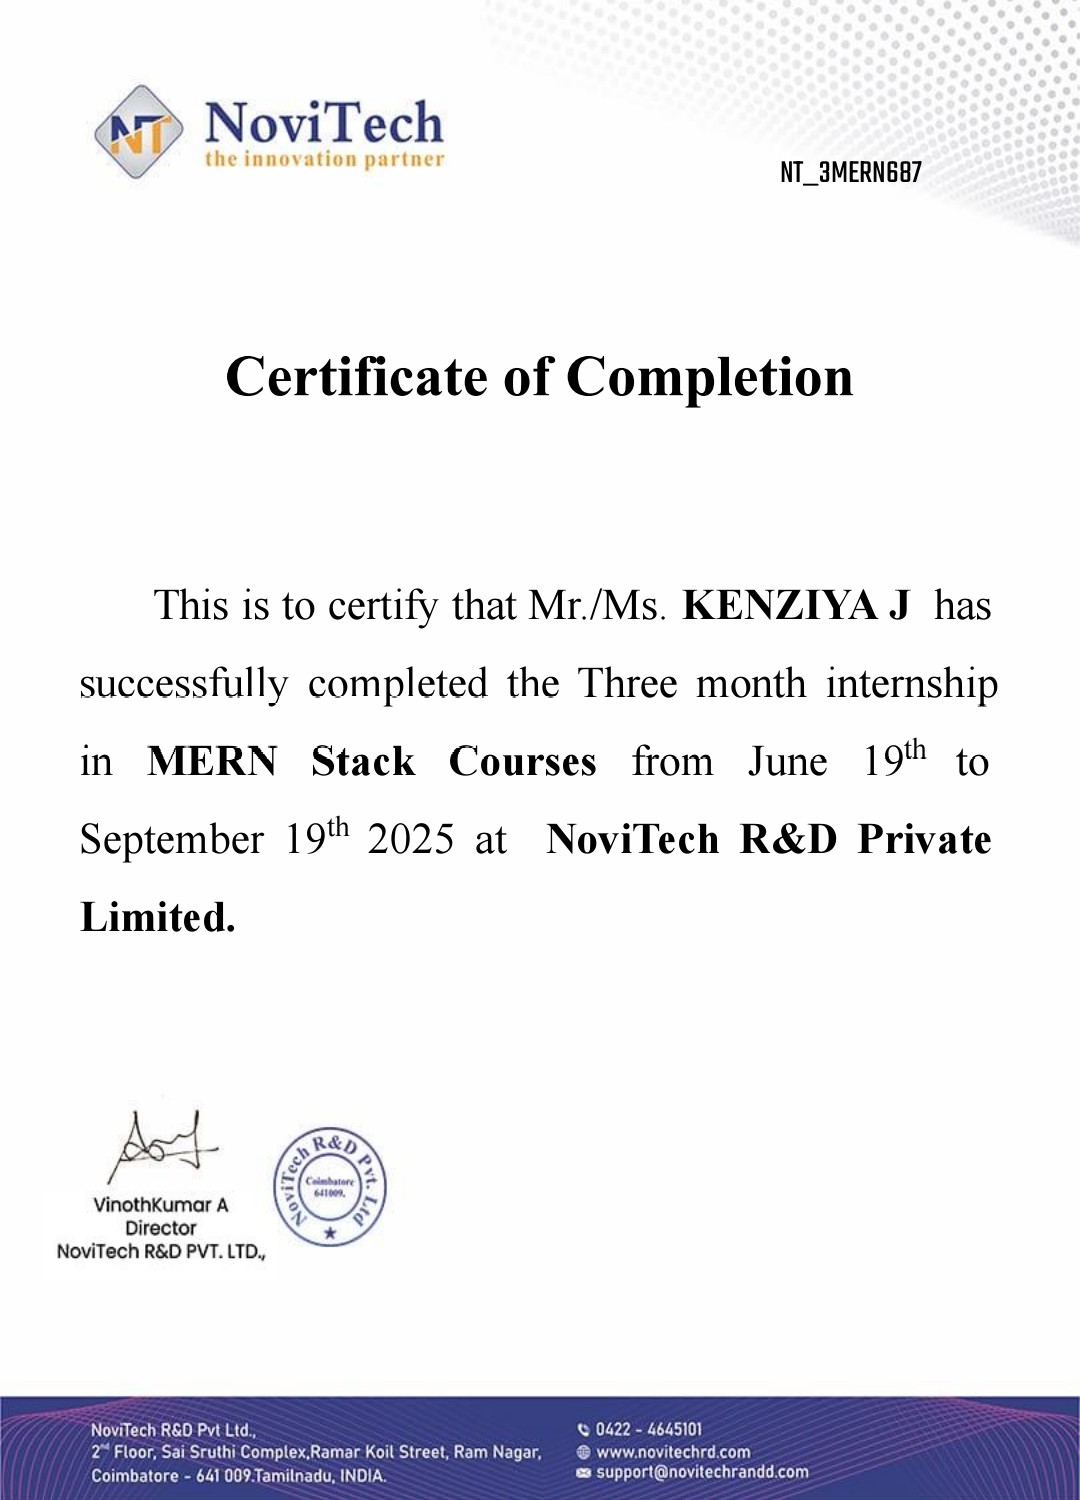 NT
NoviTech
the innovation partner
NT_3MERN687
Certificate of Completion
This is to certify that Mr./Ms. KENZIYA J has
successfully completed the Three month internship
in MERN Stack Courses from June 19th to
September 19th 2025 at NoviTech R&D Private
Limited.
VinothKumar A
Director
NoviTech R&D PVT. LTD.,
NoviTech R&D Pvt. Ltd
Coimbatore
641009.
NoviTech R&D Pvt Ltd.,
2nd Floor, Sai Sruthi Complex,Ramar Koil Street, Ram Nagar,
Coimbatore - 641 009.Tamilnadu, INDIA.
0422 - 4645101
www.novitechrd.com
support@novitechrandd.com